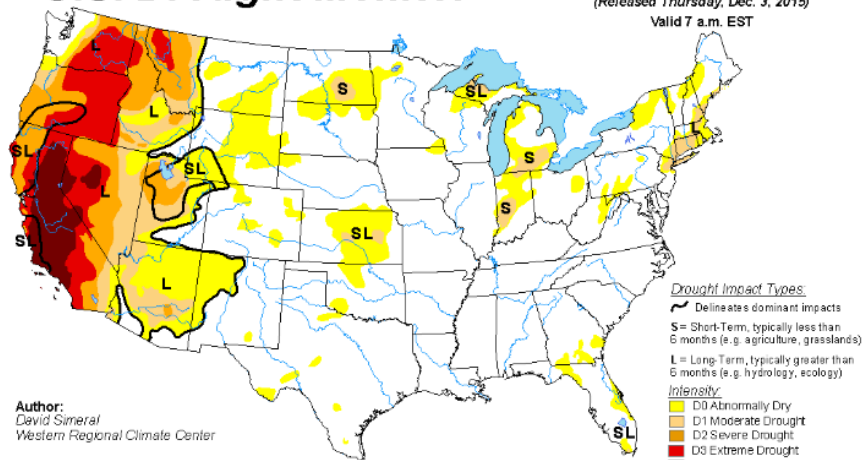 (Released Thursday, Dec. 3, 2015)
Valid 7 a.m. EST
L
S
SL
L
L
SL
S
SL
L
S
SL
SL
L
SL
Drought Impact Types:
Delineates dominant impacts
S = Short-Term, typically less than
6 months (e.g. agriculture, grasslands)
L = Long-Term, typically greater than
6 months (e.g. hydrology, ecology)
Intensity:
D0 Abnormally Dry
D1 Moderate Drought
D2 Severe Drought
D3 Extreme Drought
Author:
David Simeral
Western Regional Climate Center